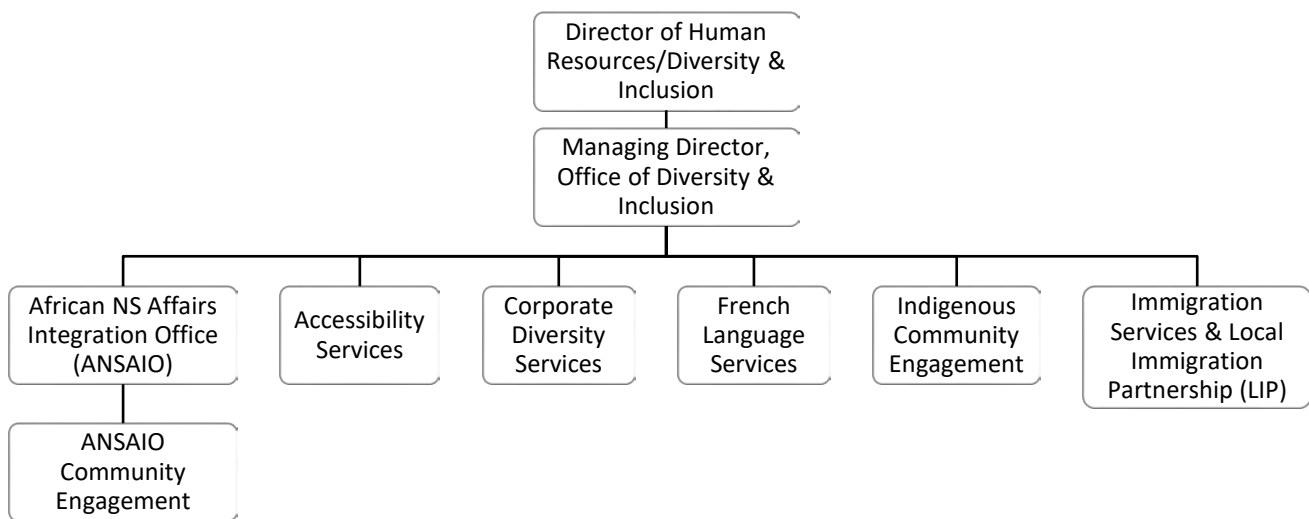 Director of Human
Resources/Diversity &
Inclusion
Managing Director,
Office of Diversity &
Inclusion
African NS Affairs
Integration Office
(ANSAIO)
Accessibility
Services
Corporate
Diversity
Services
French
Language
Services
Indigenous
Community
Engagement
Immigration
Services & Local
Immigration
Partnership (LIP)
ANSAIO
Community
Engagement